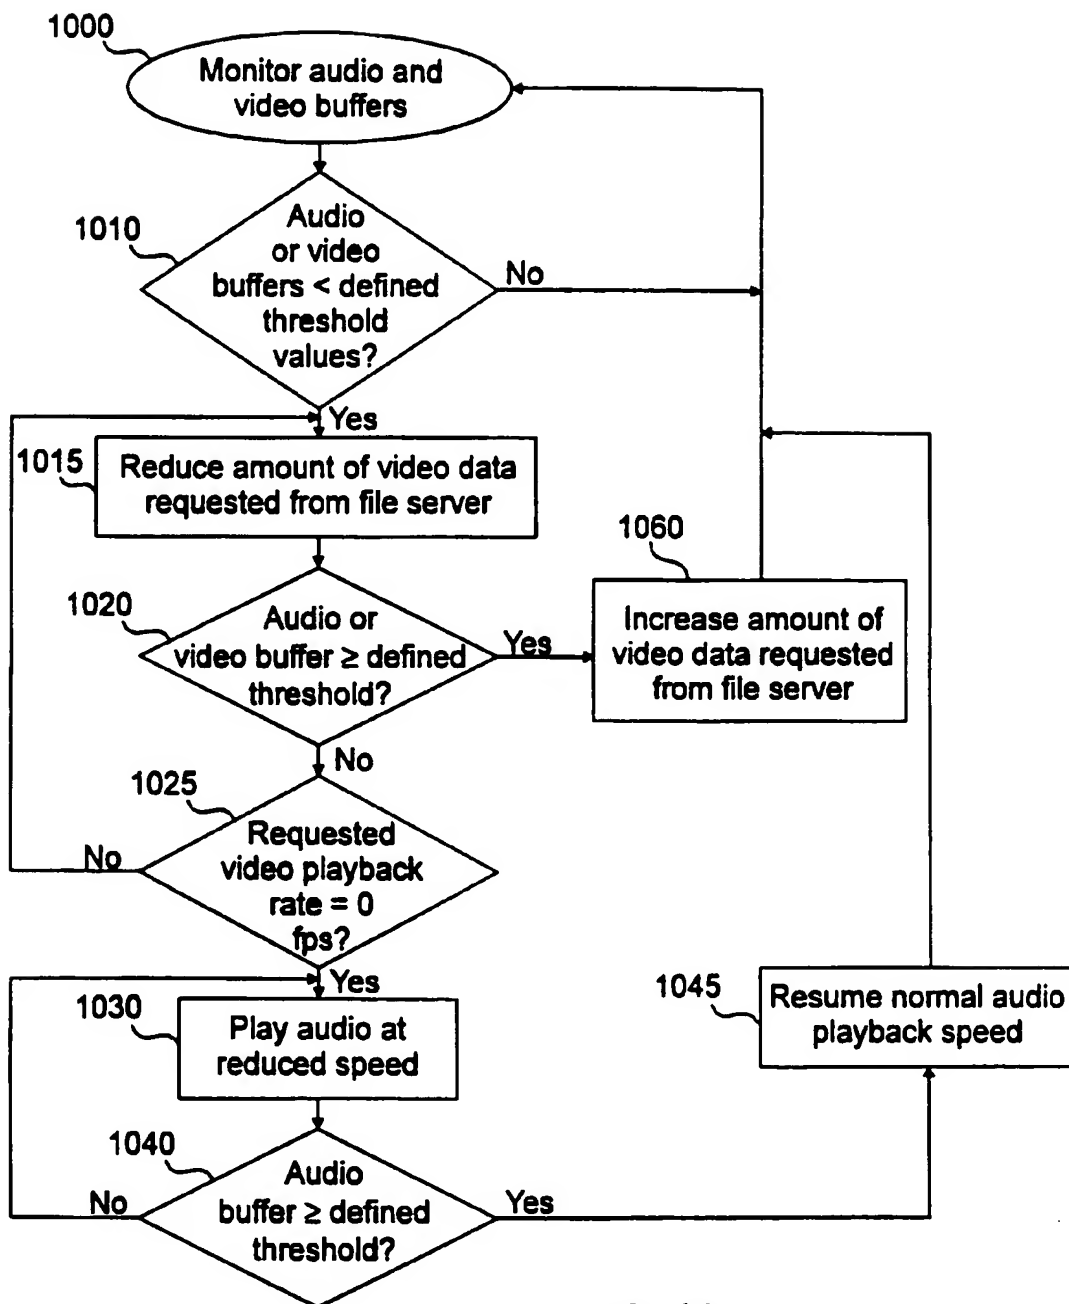 1000
Monitor audio and
video buffers
1010
Audio
or video
buffers < defined
threshold
values?
No
Yes
1015
Reduce amount of video data
requested from file server
1060
Increase amount of
video data requested
from file server
1020
Audio or
video buffer ≥ defined
threshold?
Yes
No
1025
Requested
video playback
rate = 0
fps?
No
Yes
1030
Play audio at
reduced speed
1045
Resume normal audio
playback speed
1040
Audio
buffer ≥ defined
threshold?
No
Yes